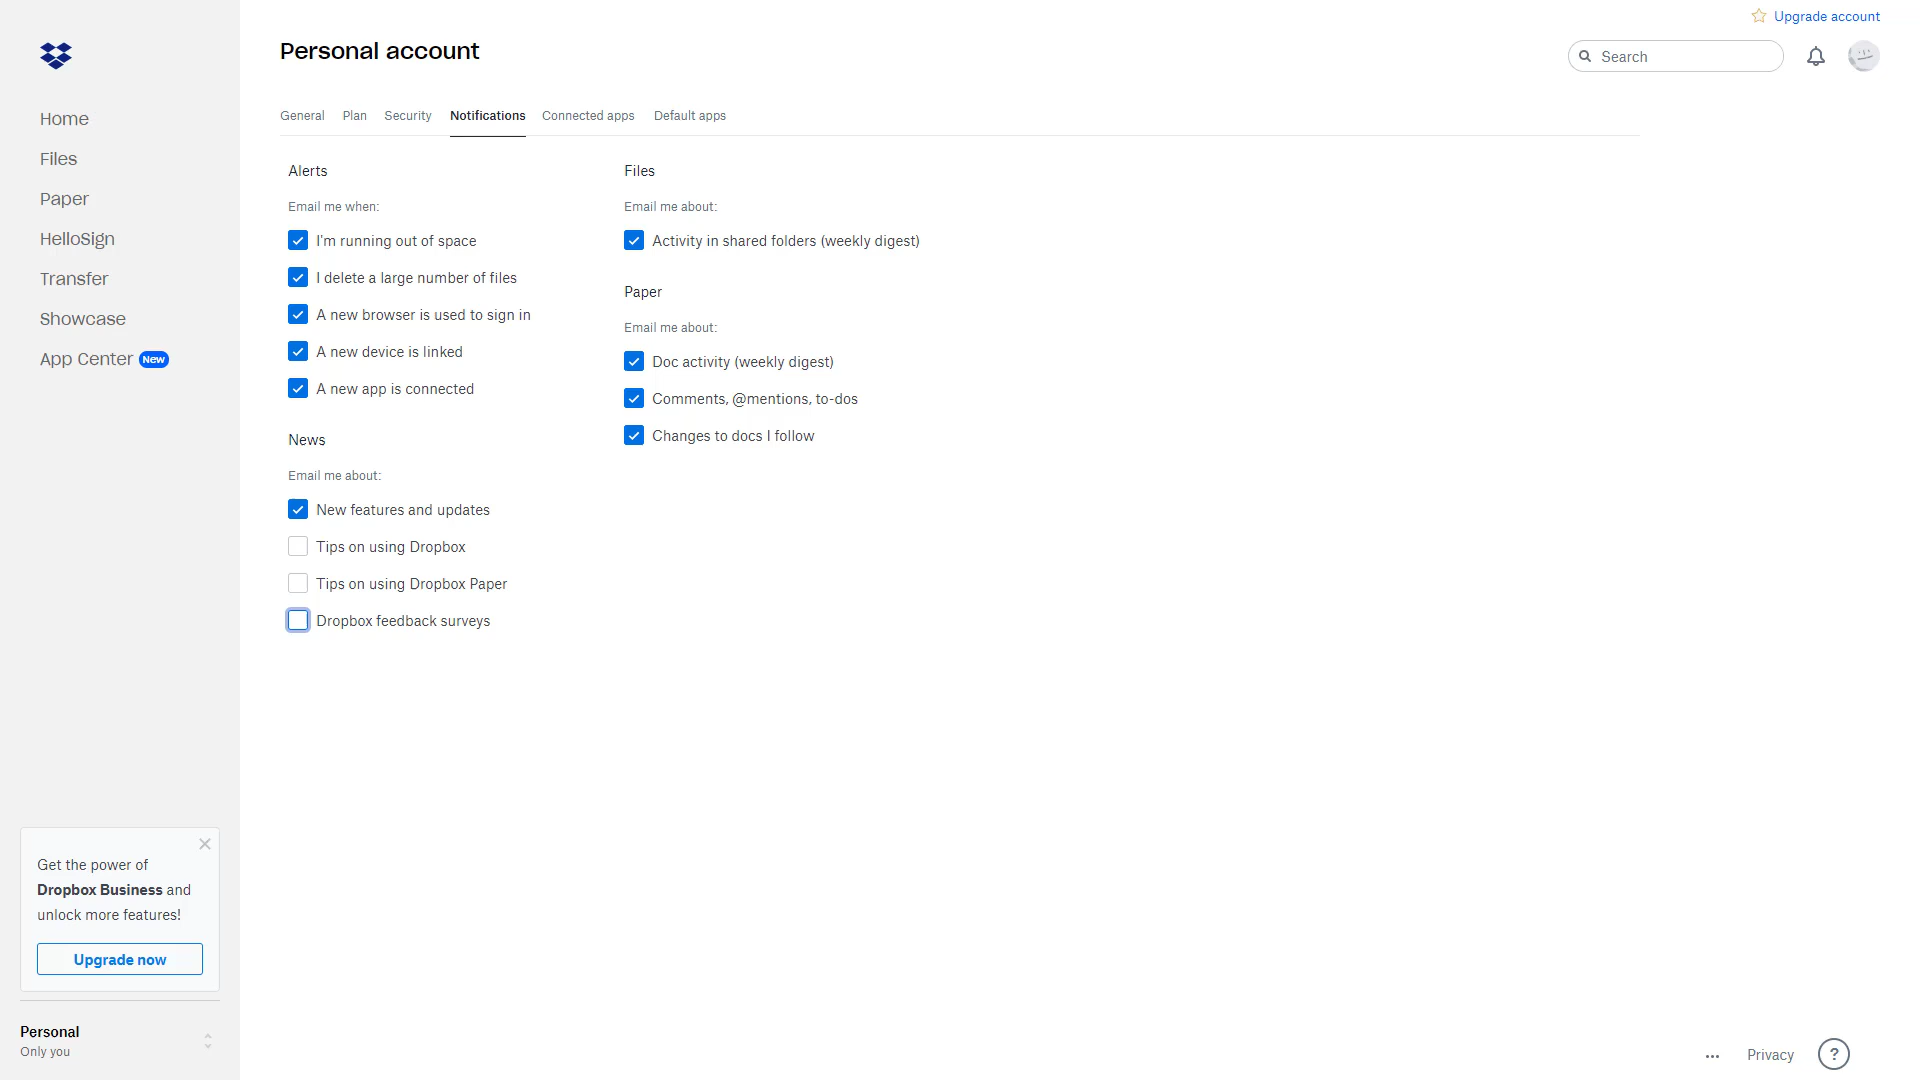 Upgrade account
Personal account
Search
Home
Files
Paper
HelloSign
Transfer
Showcase
App Center New
General Plan Security Notifications Connected apps Default apps
Alerts
Email me when:
I'm running out of space
I delete a large number of files
A new browser is used to sign in
A new device is linked
A new app is connected
News
Email me about:
New features and updates
Tips on using Dropbox
Tips on using Dropbox Paper
Dropbox feedback surveys
Files
Email me about:
Activity in shared folders (weekly digest)
Paper
Email me about:
Doc activity (weekly digest)
Comments, @mentions, to-dos
Changes to docs I follow
Get the power of
Dropbox Business and
unlock more features!
Upgrade now
Personal
Only you
... Privacy ?